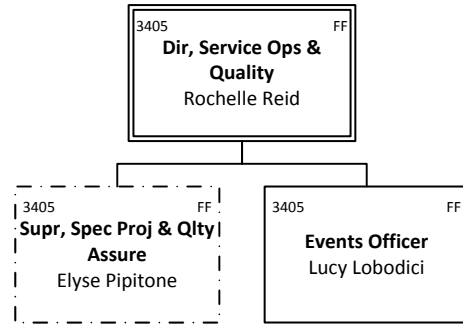 3405 FF
Dir, Service Ops &
Quality
Rochelle Reid
3405 FF
Supr, Spec Proj & Qlty
Assure
Elyse Pipitone
3405 FF
Events Officer
Lucy Lobodici